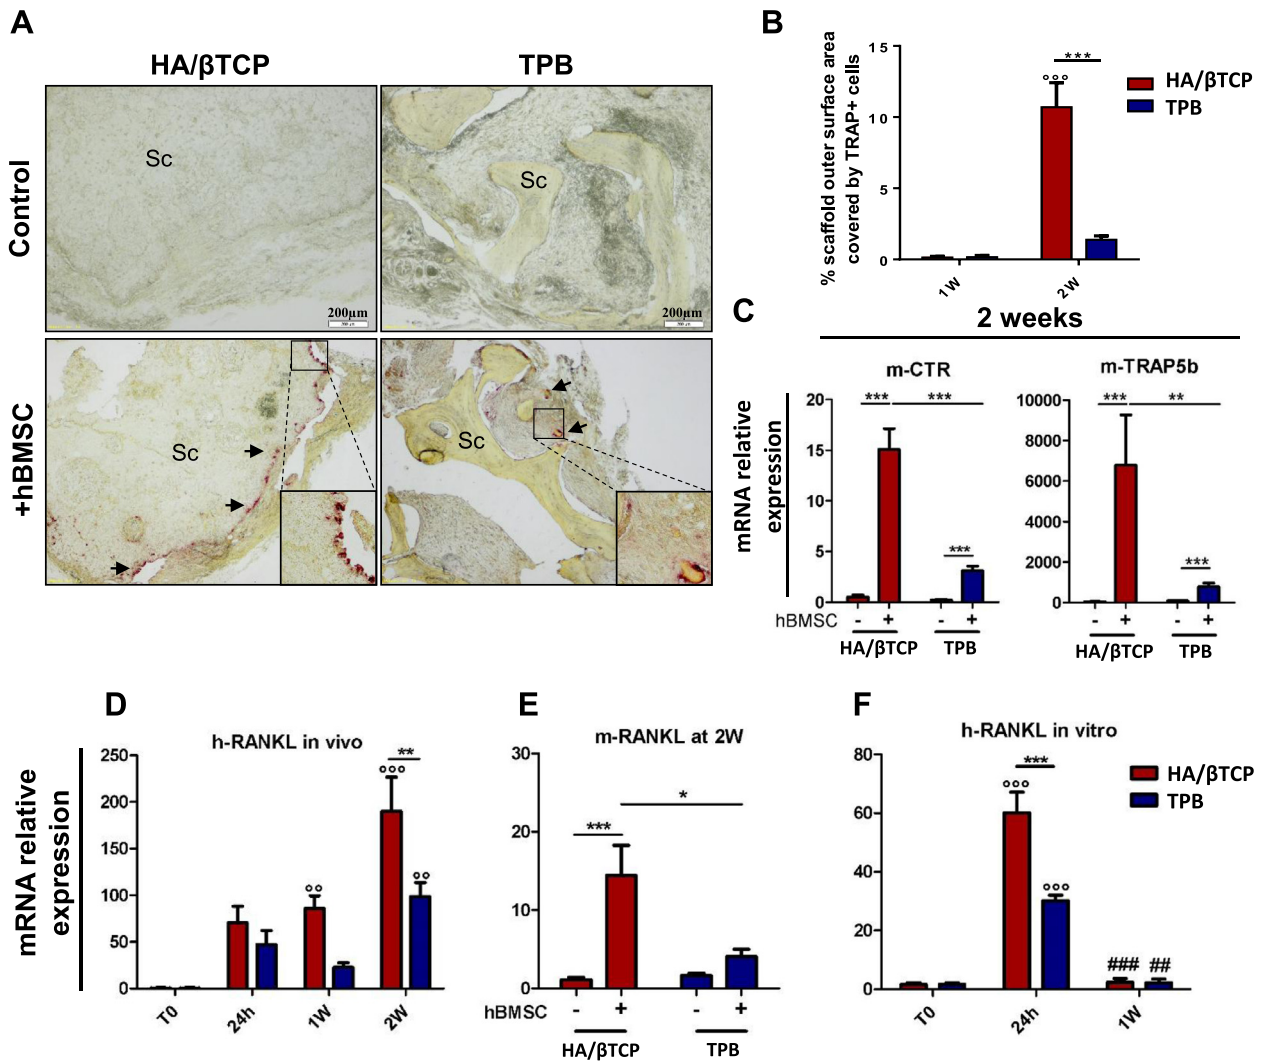 A
HA/βTCP
TPB
Control
Sc
200μm
Sc
200μm
+hBMSC
Sc
Sc
B
% scaffold outer surface area
covered by TRAP+ cells
15
10
5
0
***
°°°
1W
2W
HA/βTCP
TPB
C
2 weeks
mRNA relative
expression
m-CTR
20
15
10
5
0
***
***
***
hBMSC
-
+
-
+
HA/βTCP
TPB
m-TRAP5b
10000
8000
6000
4000
2000
0
***
**
***
-
+
-
+
HA/βTCP
TPB
D
mRNA relative
expression
h-RANKL in vivo
250
200
150
100
50
0
**
°°°
°°
°°
T0
24h
1W
2W
E
m-RANKL at 2W
30
20
10
0
***
*
hBMSC
-
+
-
+
HA/βTCP
TPB
F
h-RANKL in vitro
80
60
40
20
0
***
°°°
°°°
###
##
T0
24h
1W
HA/βTCP
TPB